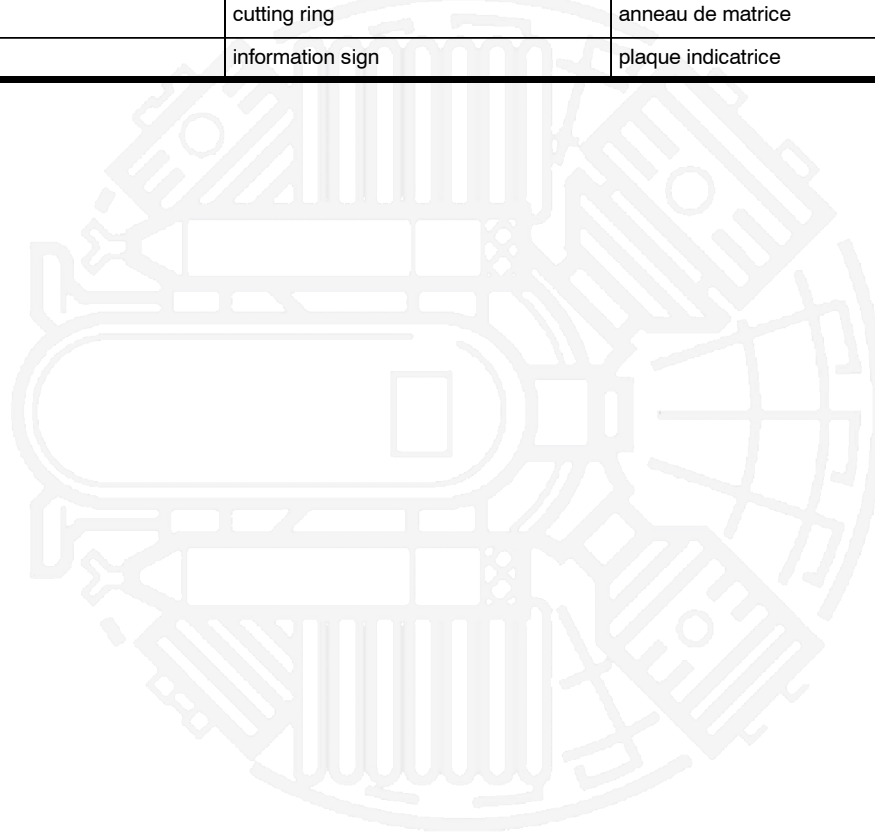 cutting ring anneau de matrice
information sign plaque indicatrice